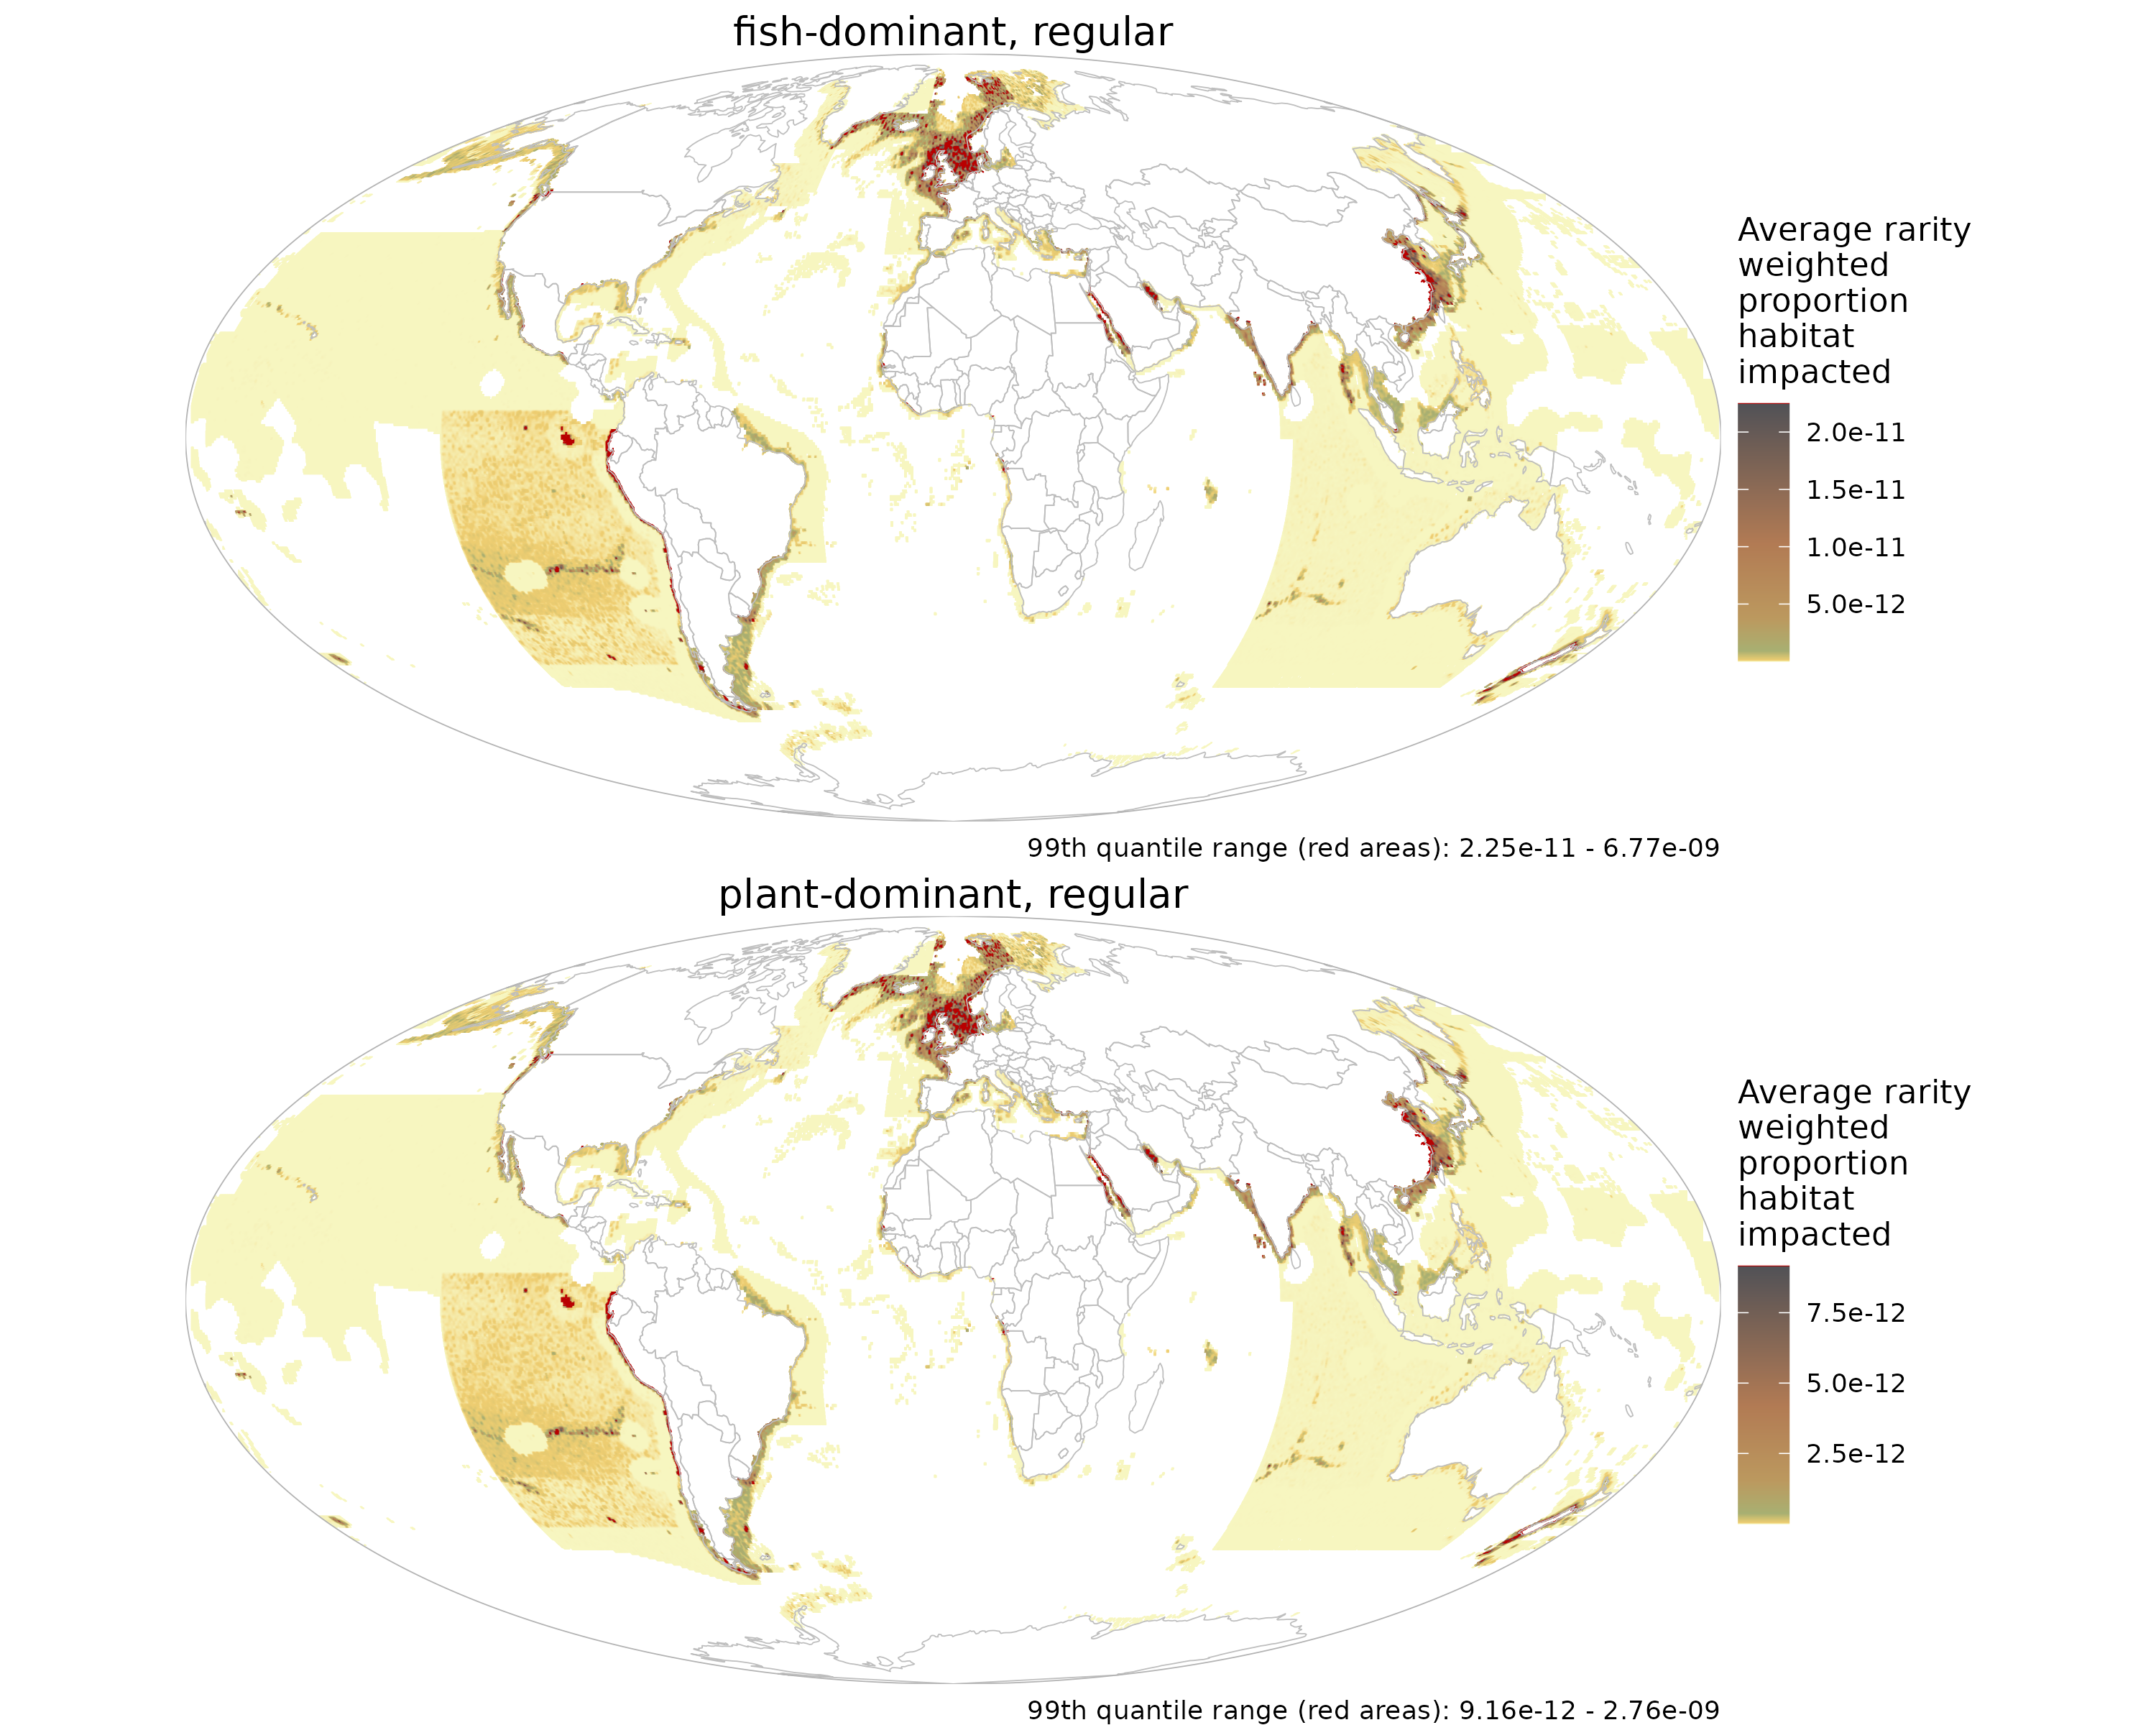 fish-dominant, regular
Average rarity
weighted
proportion
habitat
impacted
2.0e-11
1.5e-11
1.0e-11
5.0e-12
99th quantile range (red areas): 2.25e-11 - 6.77e-09
plant-dominant, regular
Average rarity
weighted
proportion
habitat
impacted
7.5e-12
5.0e-12
2.5e-12
99th quantile range (red areas): 9.16e-12 - 2.76e-09